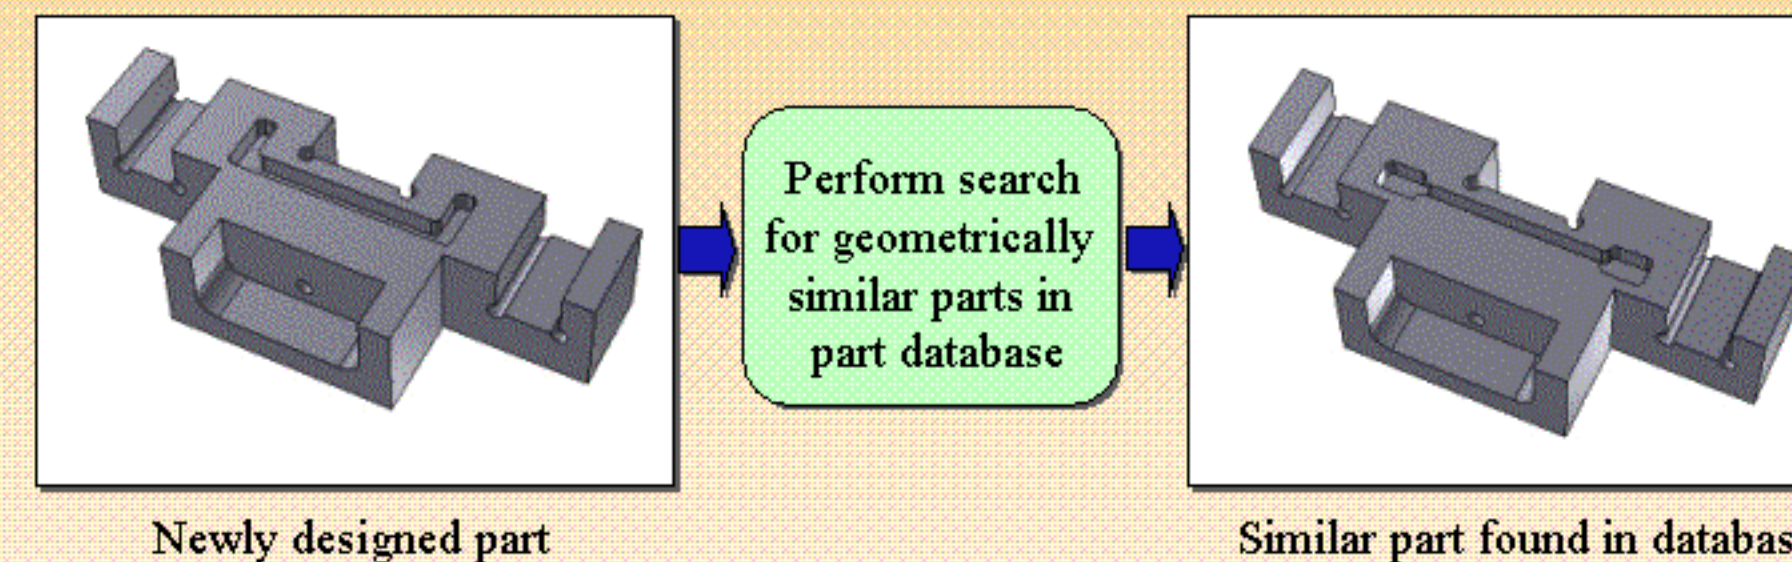 Perform search
for geometrically
similar parts in
part database
Newly designed part
Similar part found in databas